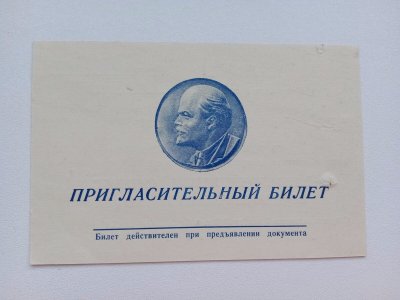 ПРИГЛАСИТЕЛЬНЫЙ БИЛЕТ
Билет действителен при предъявлении документа